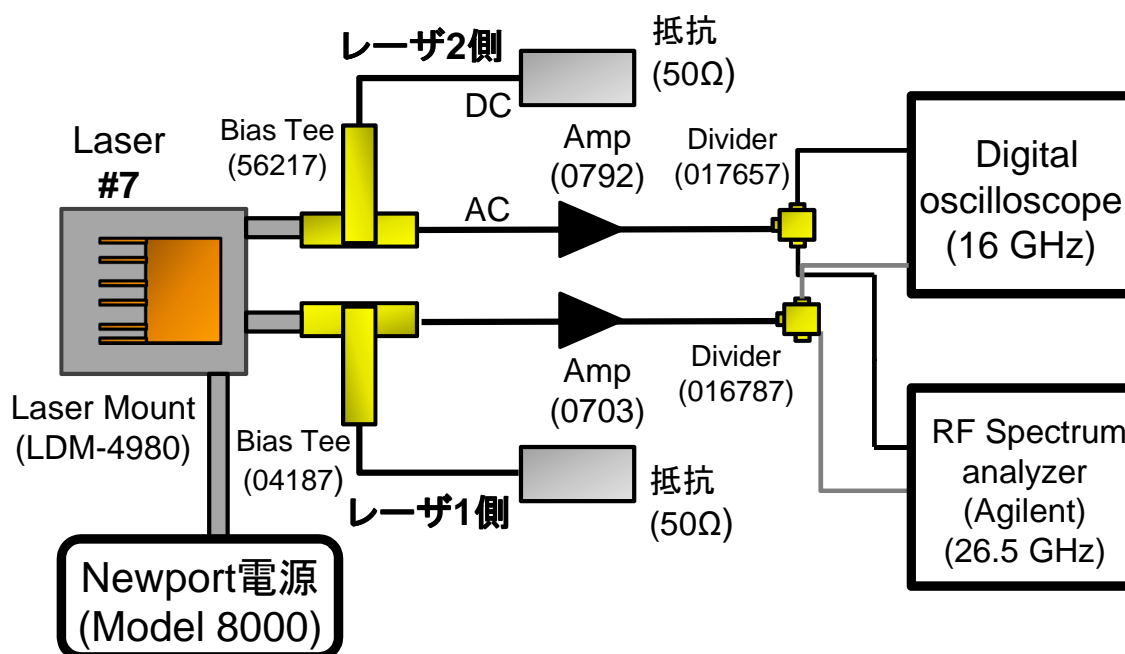 レーザ2側
抵抗
(50Ω)
DC
Bias Tee
(56217)
Amp
(0792)
Divider
(017657)
Laser
#7
AC
Digital
oscilloscope
(16 GHz)
Laser Mount
(LDM-4980)
Bias Tee
(04187)
Amp
(0703)
Divider
(016787)
RF Spectrum
analyzer
(Agilent)
(26.5 GHz)
レーザ1側
抵抗
(50Ω)
Newport電源
(Model 8000)